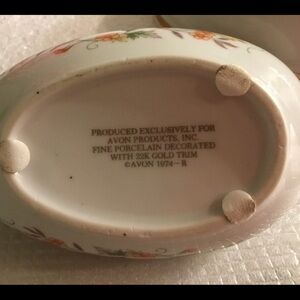 PRODUCED EXCLUSIVELY FOR
AVON PRODUCTS, INC.
FINE PORCELAIN DECORATED
WITH 22K GOLD TRIM
©AVON 1974–R